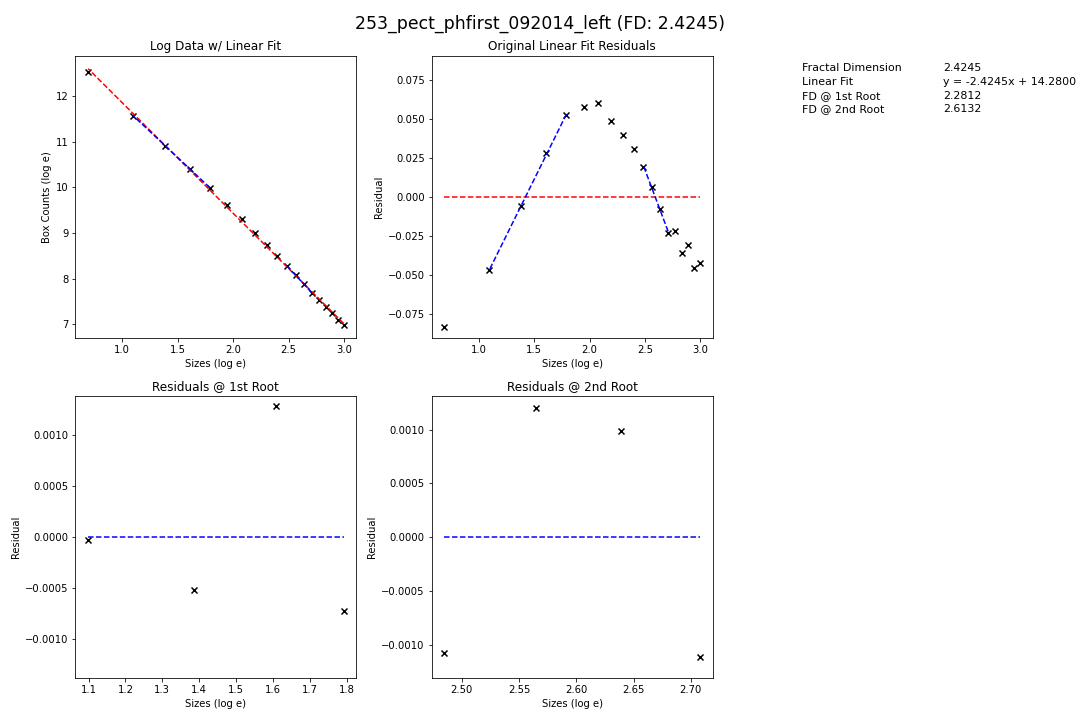 253_pect_phfirst_092014_left (FD: 2.4245)
Log Data w/ Linear Fit
Box Counts (log e)
12
11
10
9
8
7
1.0 1.5 2.0 2.5 3.0
Sizes (log e)
Original Linear Fit Residuals
Residual
0.075
0.050
0.025
0.000
−0.025
−0.050
−0.075
1.0 1.5 2.0 2.5 3.0
Sizes (log e)
Fractal Dimension 2.4245
Linear Fit y = -2.4245x + 14.2800
FD @ 1st Root 2.2812
FD @ 2nd Root 2.6132
Residuals @ 1st Root
Residual
0.0010
0.0005
0.0000
−0.0005
−0.0010
1.1 1.2 1.3 1.4 1.5 1.6 1.7 1.8
Sizes (log e)
Residuals @ 2nd Root
Residual
0.0010
0.0005
0.0000
−0.0005
−0.0010
2.50 2.55 2.60 2.65 2.70
Sizes (log e)